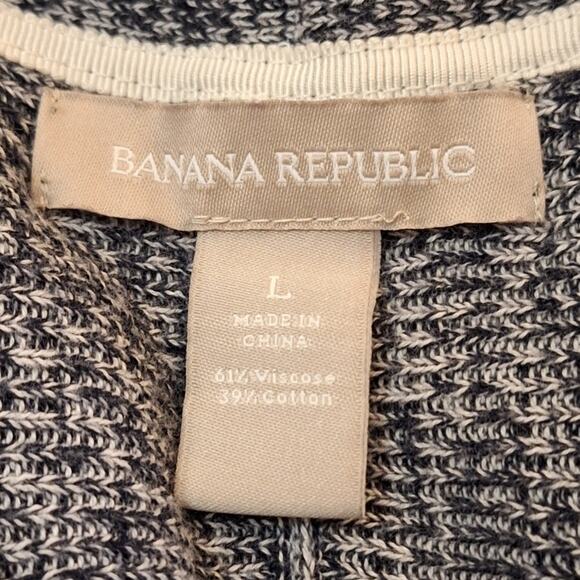 BANANA REPUBLIC
L
MADE IN
CHINA
61% Viscose
39% Cotton